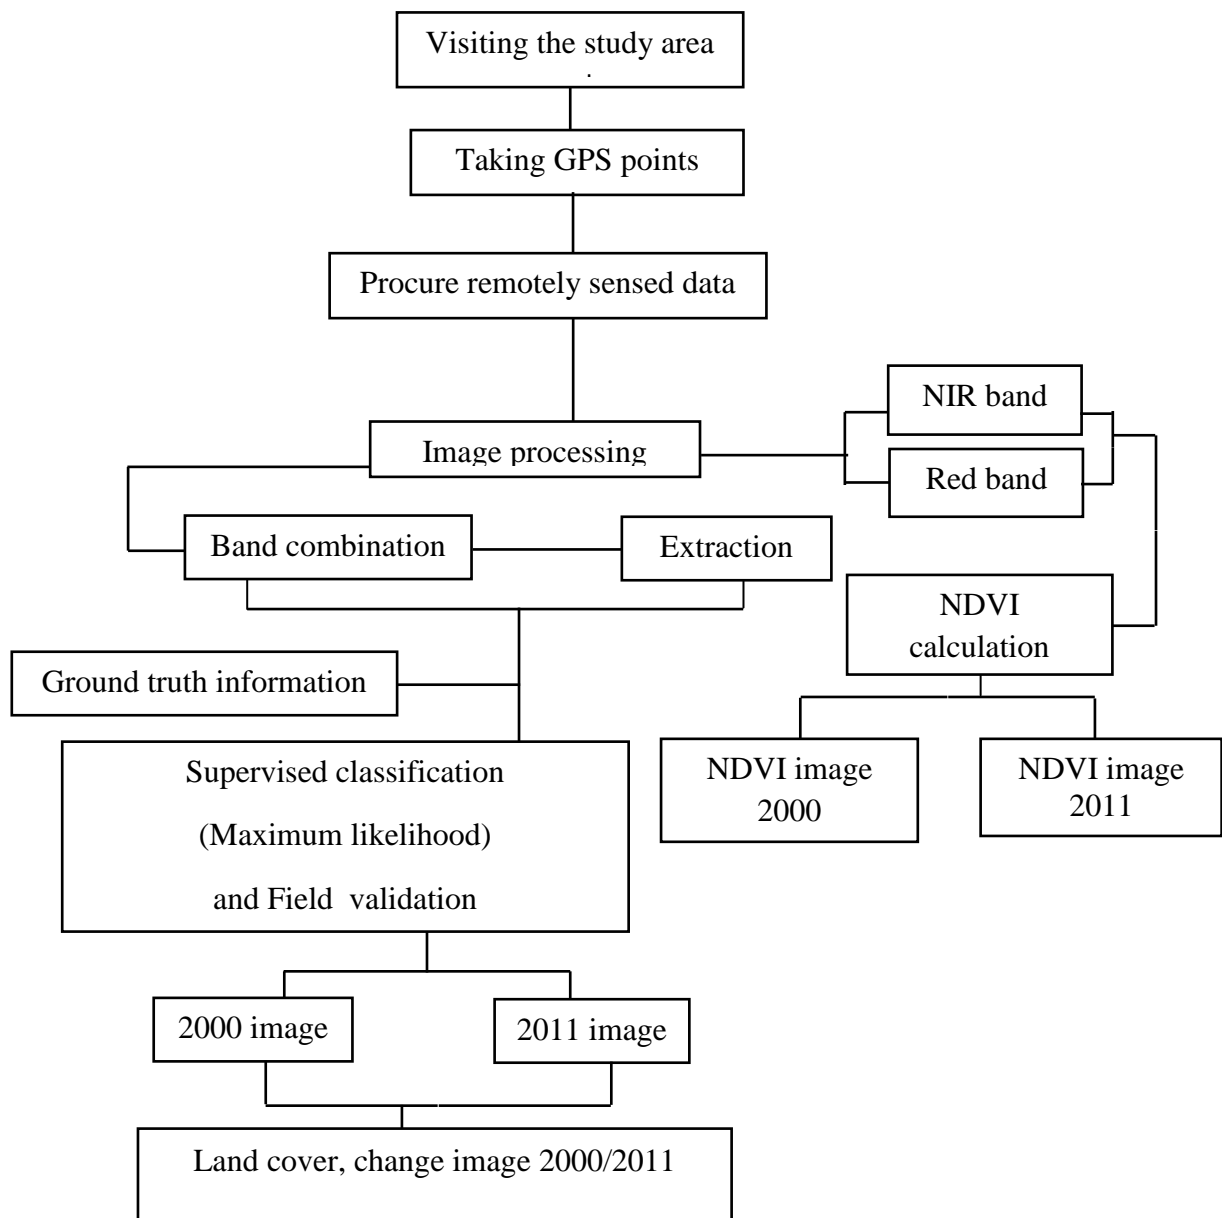 Visiting the study area
.
Taking GPS points
Procure remotely sensed data
NIR band
Image processing
Red band
Band combination
Extraction
NDVI
calculation
Ground truth information
Supervised classification
(Maximum likelihood)
and Field validation
NDVI image
2000
NDVI image
2011
2000 image
2011 image
Land cover, change image 2000/2011